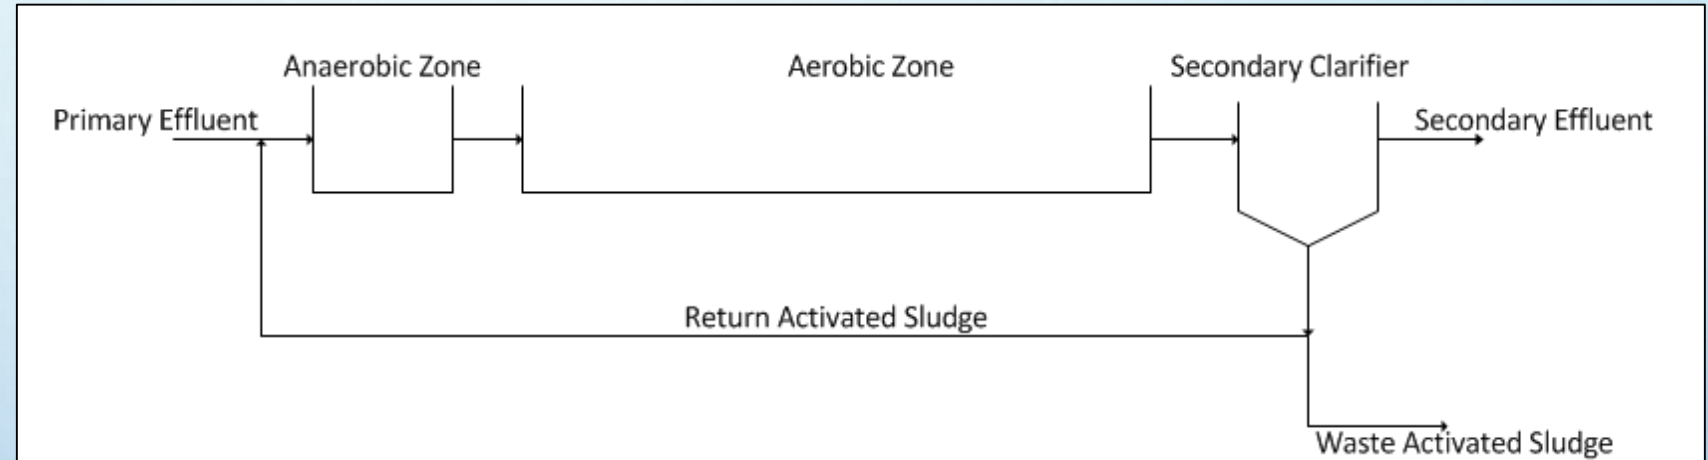 Anaerobic Zone
Aerobic Zone
Secondary Clarifier
Primary Effluent
Secondary Effluent
Return Activated Sludge
Waste Activated Sludge